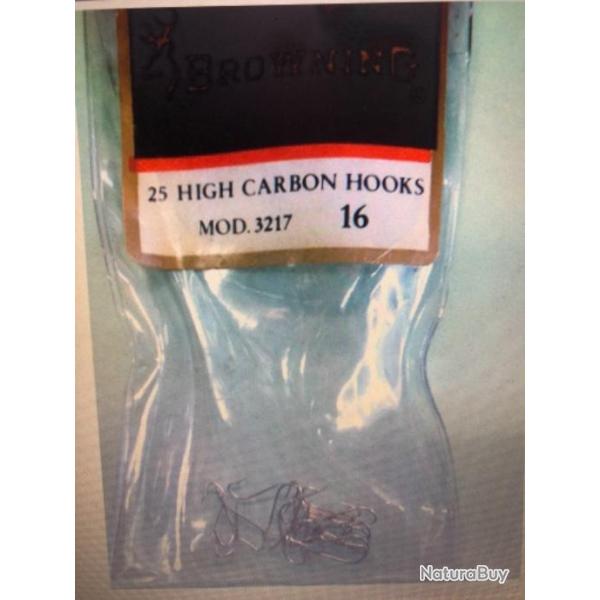 BROWNING®
25 HIGH CARBON HOOKS
MOD. 3217 16
NaturaBuy